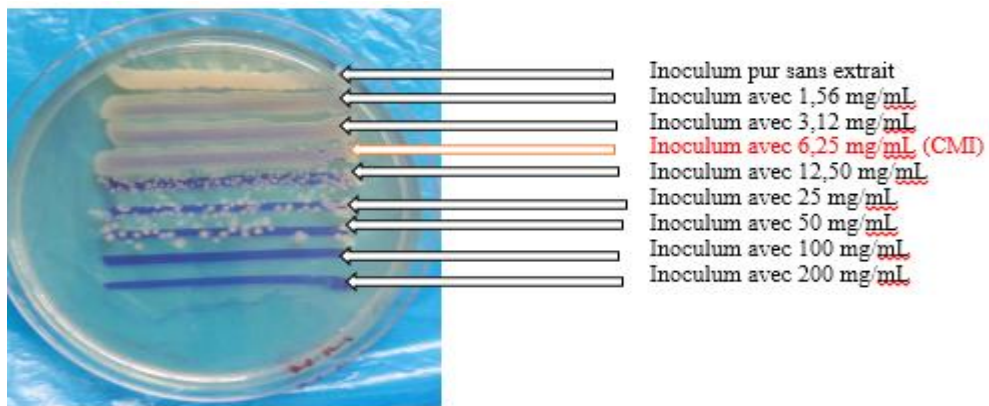 Inoculum pur sans extrait
Inoculum avec 1,56 mg/mL
Inoculum avec 3,12 mg/mL
Inoculum avec 6,25 mg/mL (CMI)
Inoculum avec 12,50 mg/mL
Inoculum avec 25 mg/mL
Inoculum avec 50 mg/mL
Inoculum avec 100 mg/mL
Inoculum avec 200 mg/mL